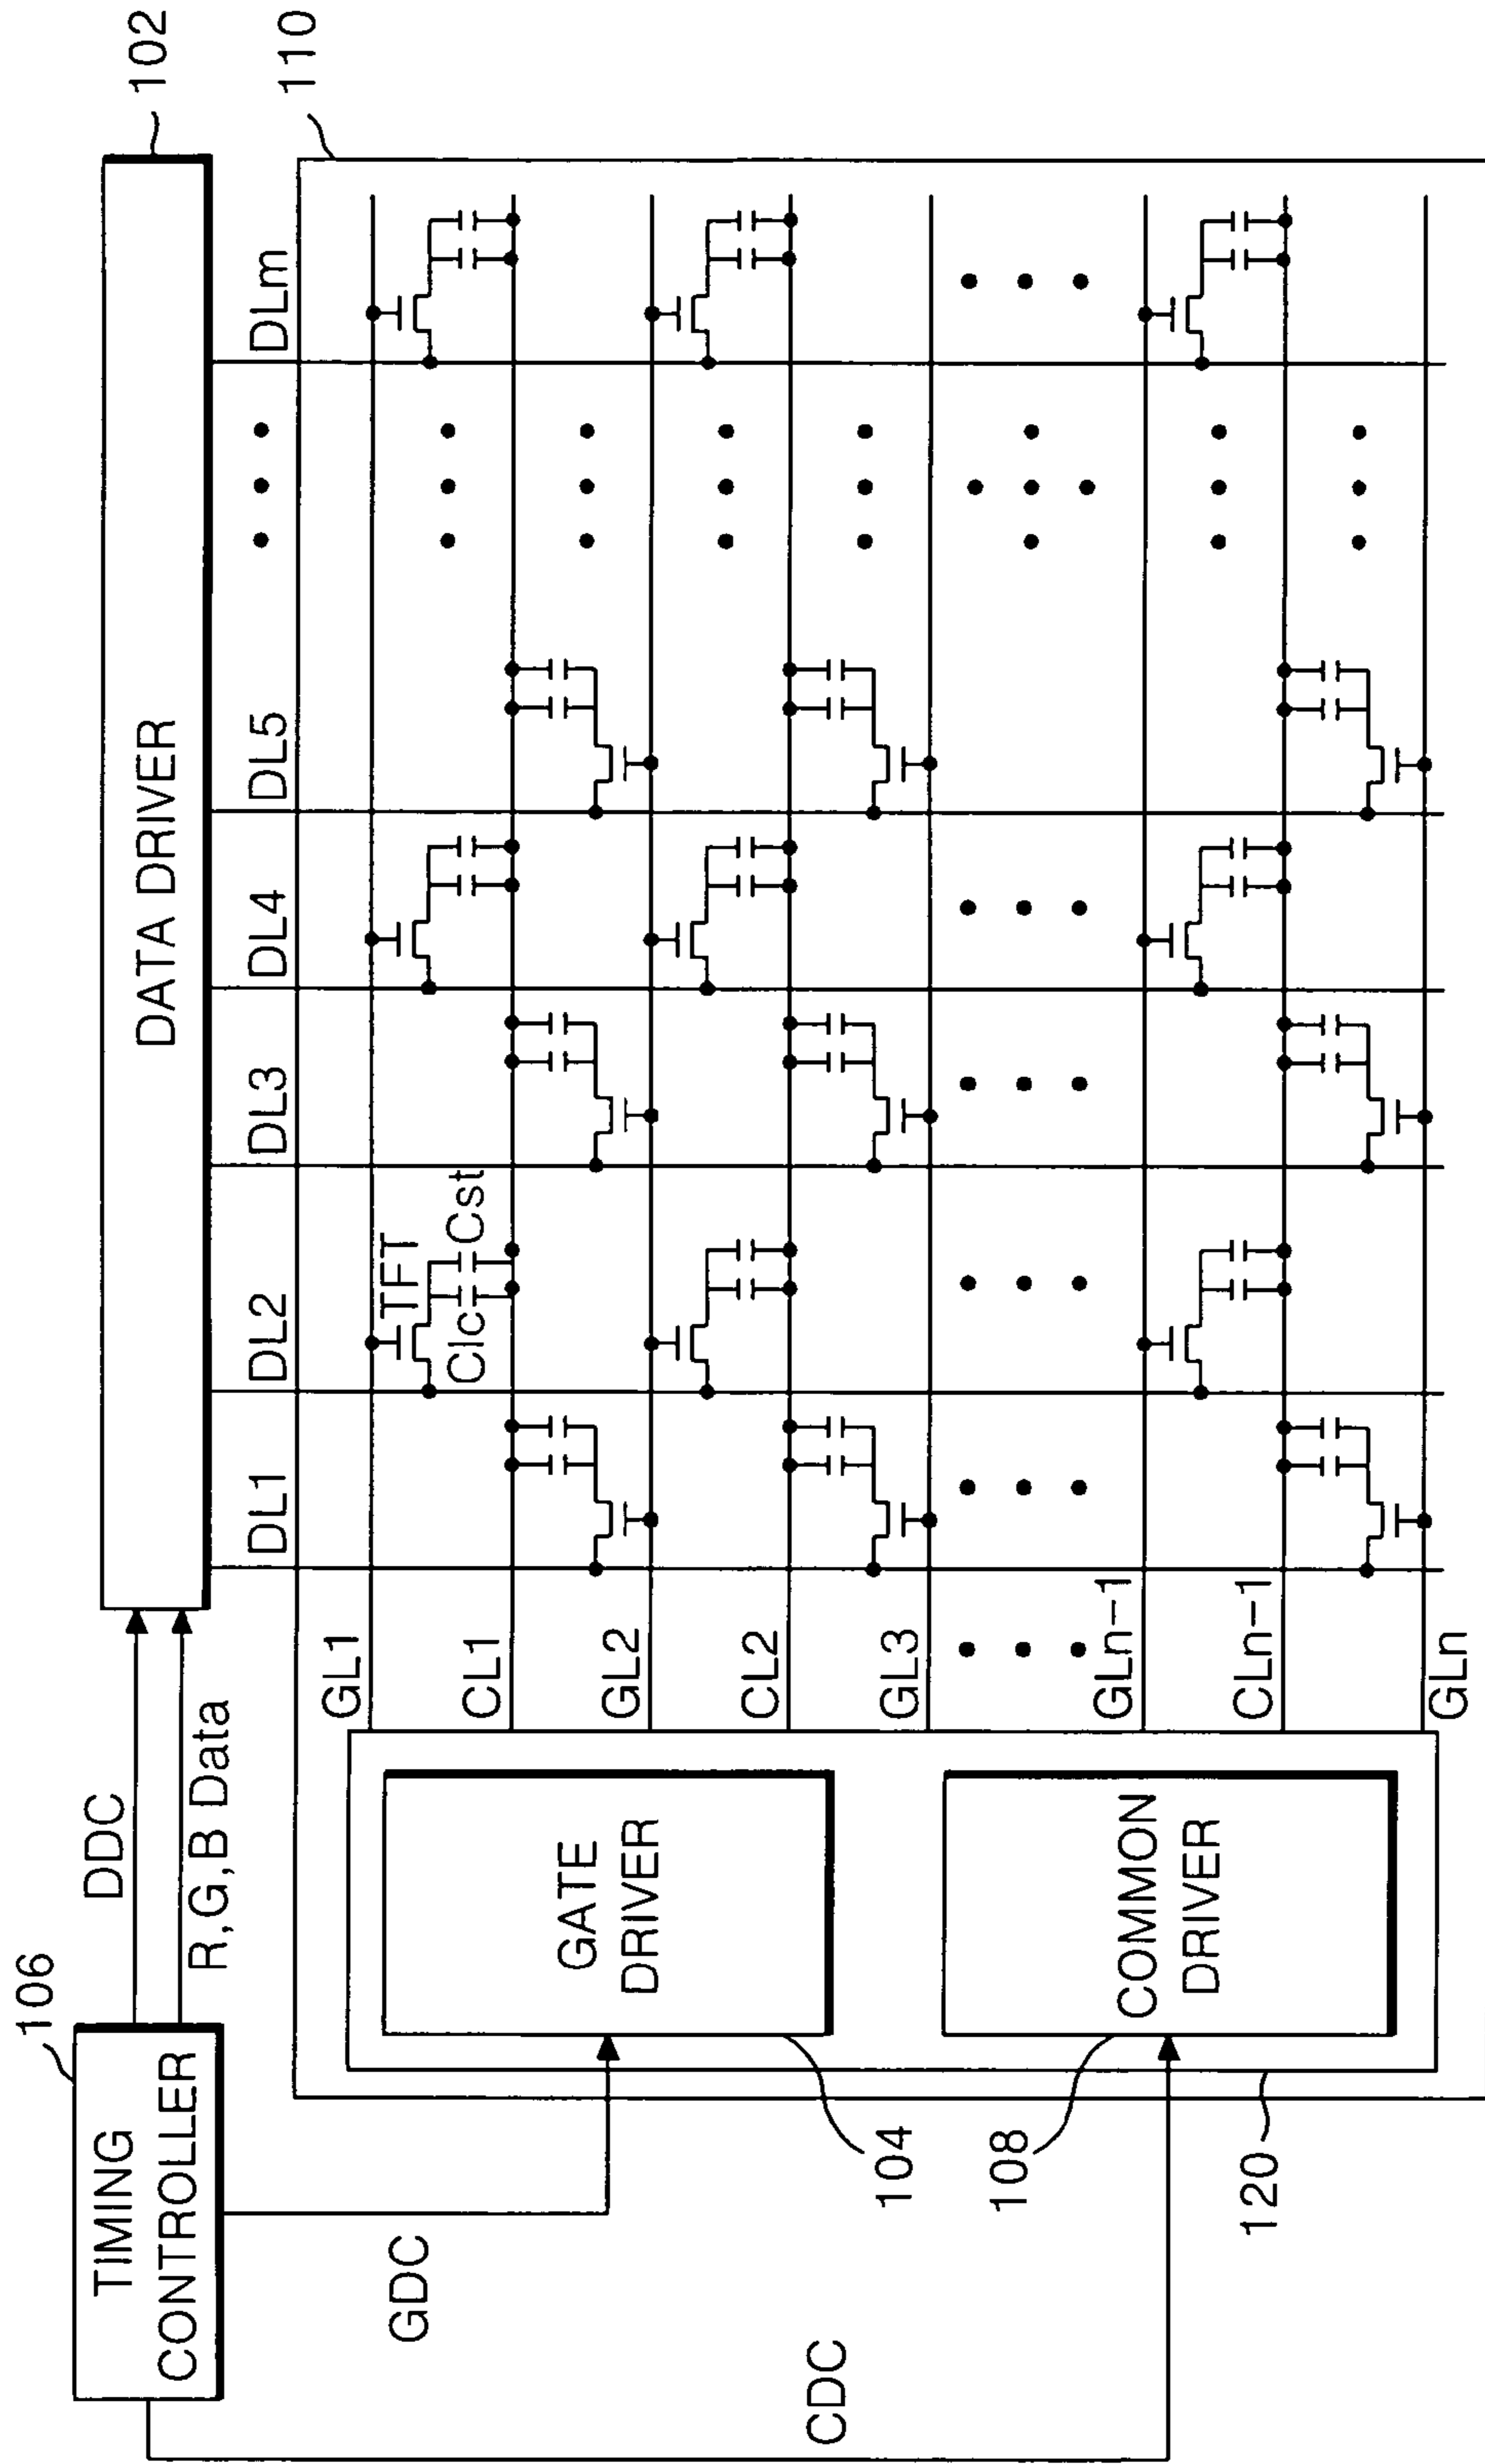 TIMING
CONTROLLER
106
DDC
R,G,B Data
DATA DRIVER
102
GDC
CDC
110
DL1
DL2
DL3
DL4
DL5
DLm
GL1
TFT
Clc
Cst
CL1
GL2
CL2
GL3
GLn-1
CLn-1
GLn
GATE
DRIVER
104
COMMON
DRIVER
108
120